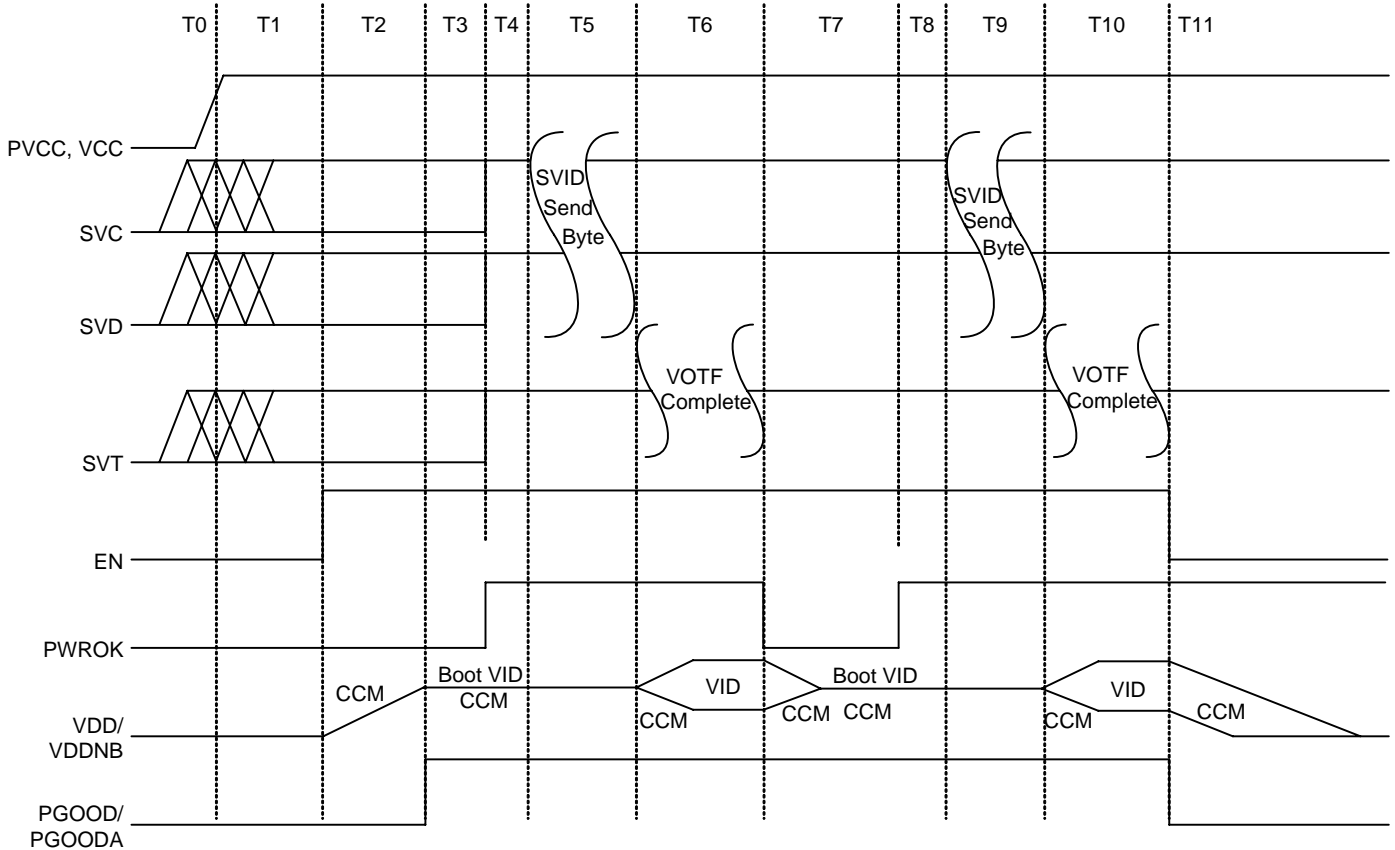 T0 T1 T2 T3 T4 T5 T6 T7 T8 T9 T10 T11
PVCC, VCC
SVID
Send
Byte
SVID
Send
Byte
SVC
SVD
VOTF
Complete
VOTF
Complete
SVT
EN
PWROK
Boot VID
CCM
CCM
VID
CCM
Boot VID
CCM
CCM
VID
CCM
CCM
VDD/
VDDNB
PGOOD/
PGOODA